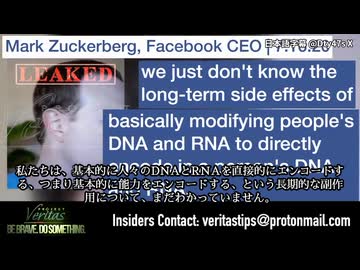 Mark Zuckerberg, Facebook CEO
日本語字幕 @Dty47s X
LEAKED
we just don't know the
long-term side effects of
basically modifying people's
DNA and RNA to directly
私たちは、基本的に人々のDNAとRNAを直接的にエンコードす
る、つまり基本的に能力をエンコードする、という長期的な副作
用について、まだわかっていません。
PROJECT
Veritas
BE BRAVE. DO SOMETHING.
Insiders Contact: veritastips@protonmail.com